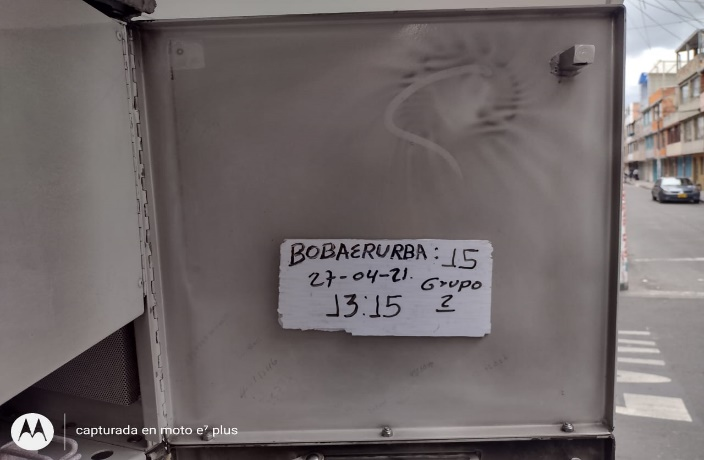 BOBAERURBA: 15
27-04-21. Grupo
13:15 2
capturada en moto e⁷ plus